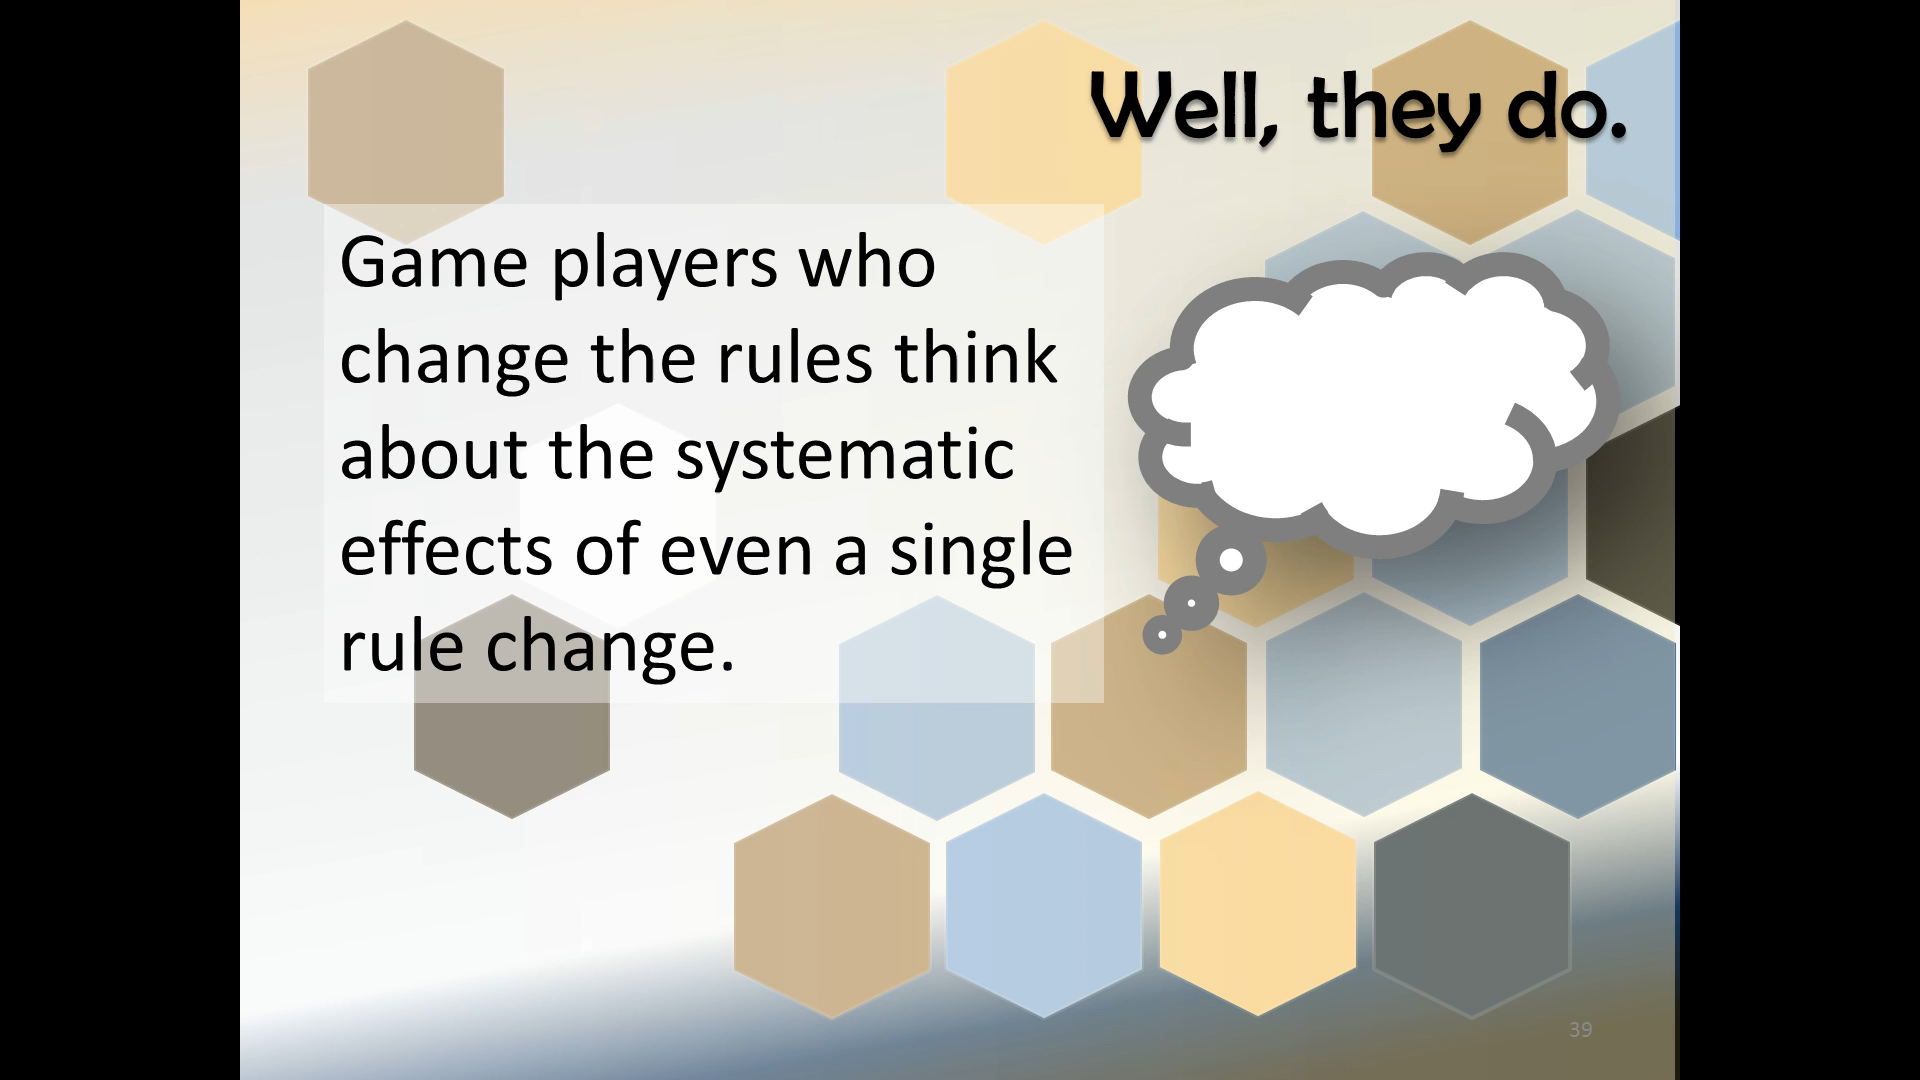 Well, they do.
Game players who
change the rules think
about the systematic
effects of even a single
rule change.
39